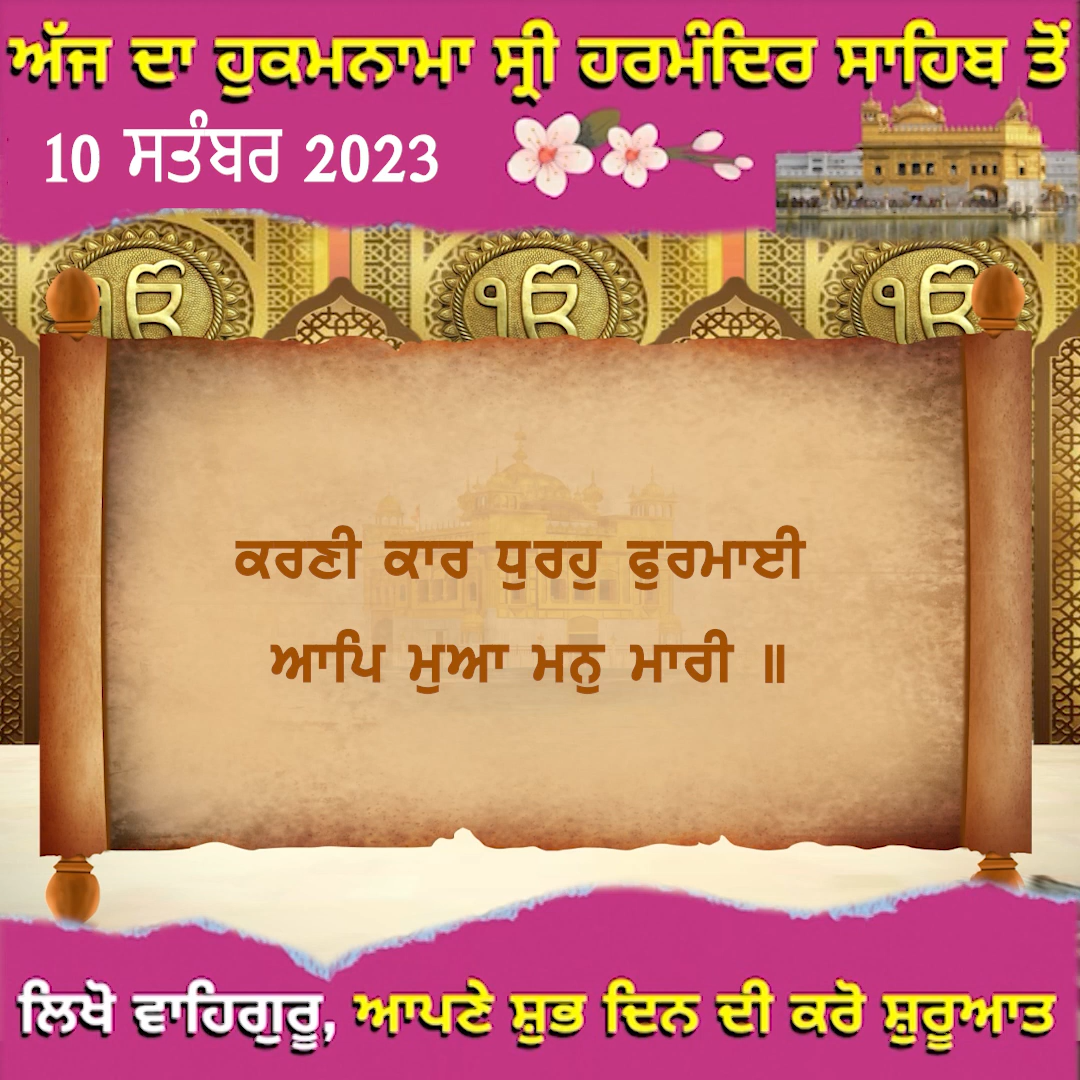 ਅੱਜ ਦਾ ਹੁਕਮਨਾਮਾ ਸ੍ਰੀ ਹਰਮੰਦਿਰ ਸਾਹਿਬ ਤੋਂ
10 ਸਤੰਬਰ 2023
ੴ ੴ ੴ
ਕਰਣੀ ਕਾਰ ਧੁਰਹੁ ਫੁਰਮਾਈ
ਆਪਿ ਮੁਆ ਮਨੁ ਮਾਰੀ ॥
ਲਿਖੋ ਵਾਹਿਗੁਰੂ, ਆਪਣੇ ਸ਼ੁਭ ਦਿਨ ਦੀ ਕਰੋ ਸ਼ੁਰੂਆਤ